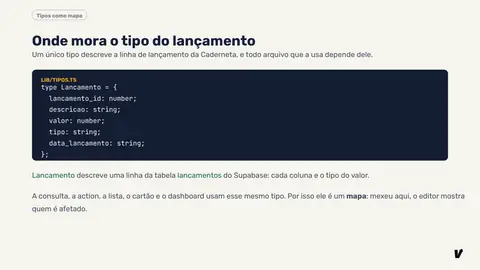 Tipos como mapa
Onde mora o tipo do lançamento
Um único tipo descreve a linha de lançamento da Caderneta, e todo arquivo que a usa depende dele.
LIB/TIPOS.TS
type Lancamento = {
lancamento_id: number;
descricao: string;
valor: number;
tipo: string;
data_lancamento: string;
};
Lancamento descreve uma linha da tabela lancamentos do Supabase: cada coluna e o tipo do valor.
A consulta, a action, a lista, o cartão e o dashboard usam esse mesmo tipo. Por isso ele é um mapa: mexeu aqui, o editor mostra
quem é afetado.